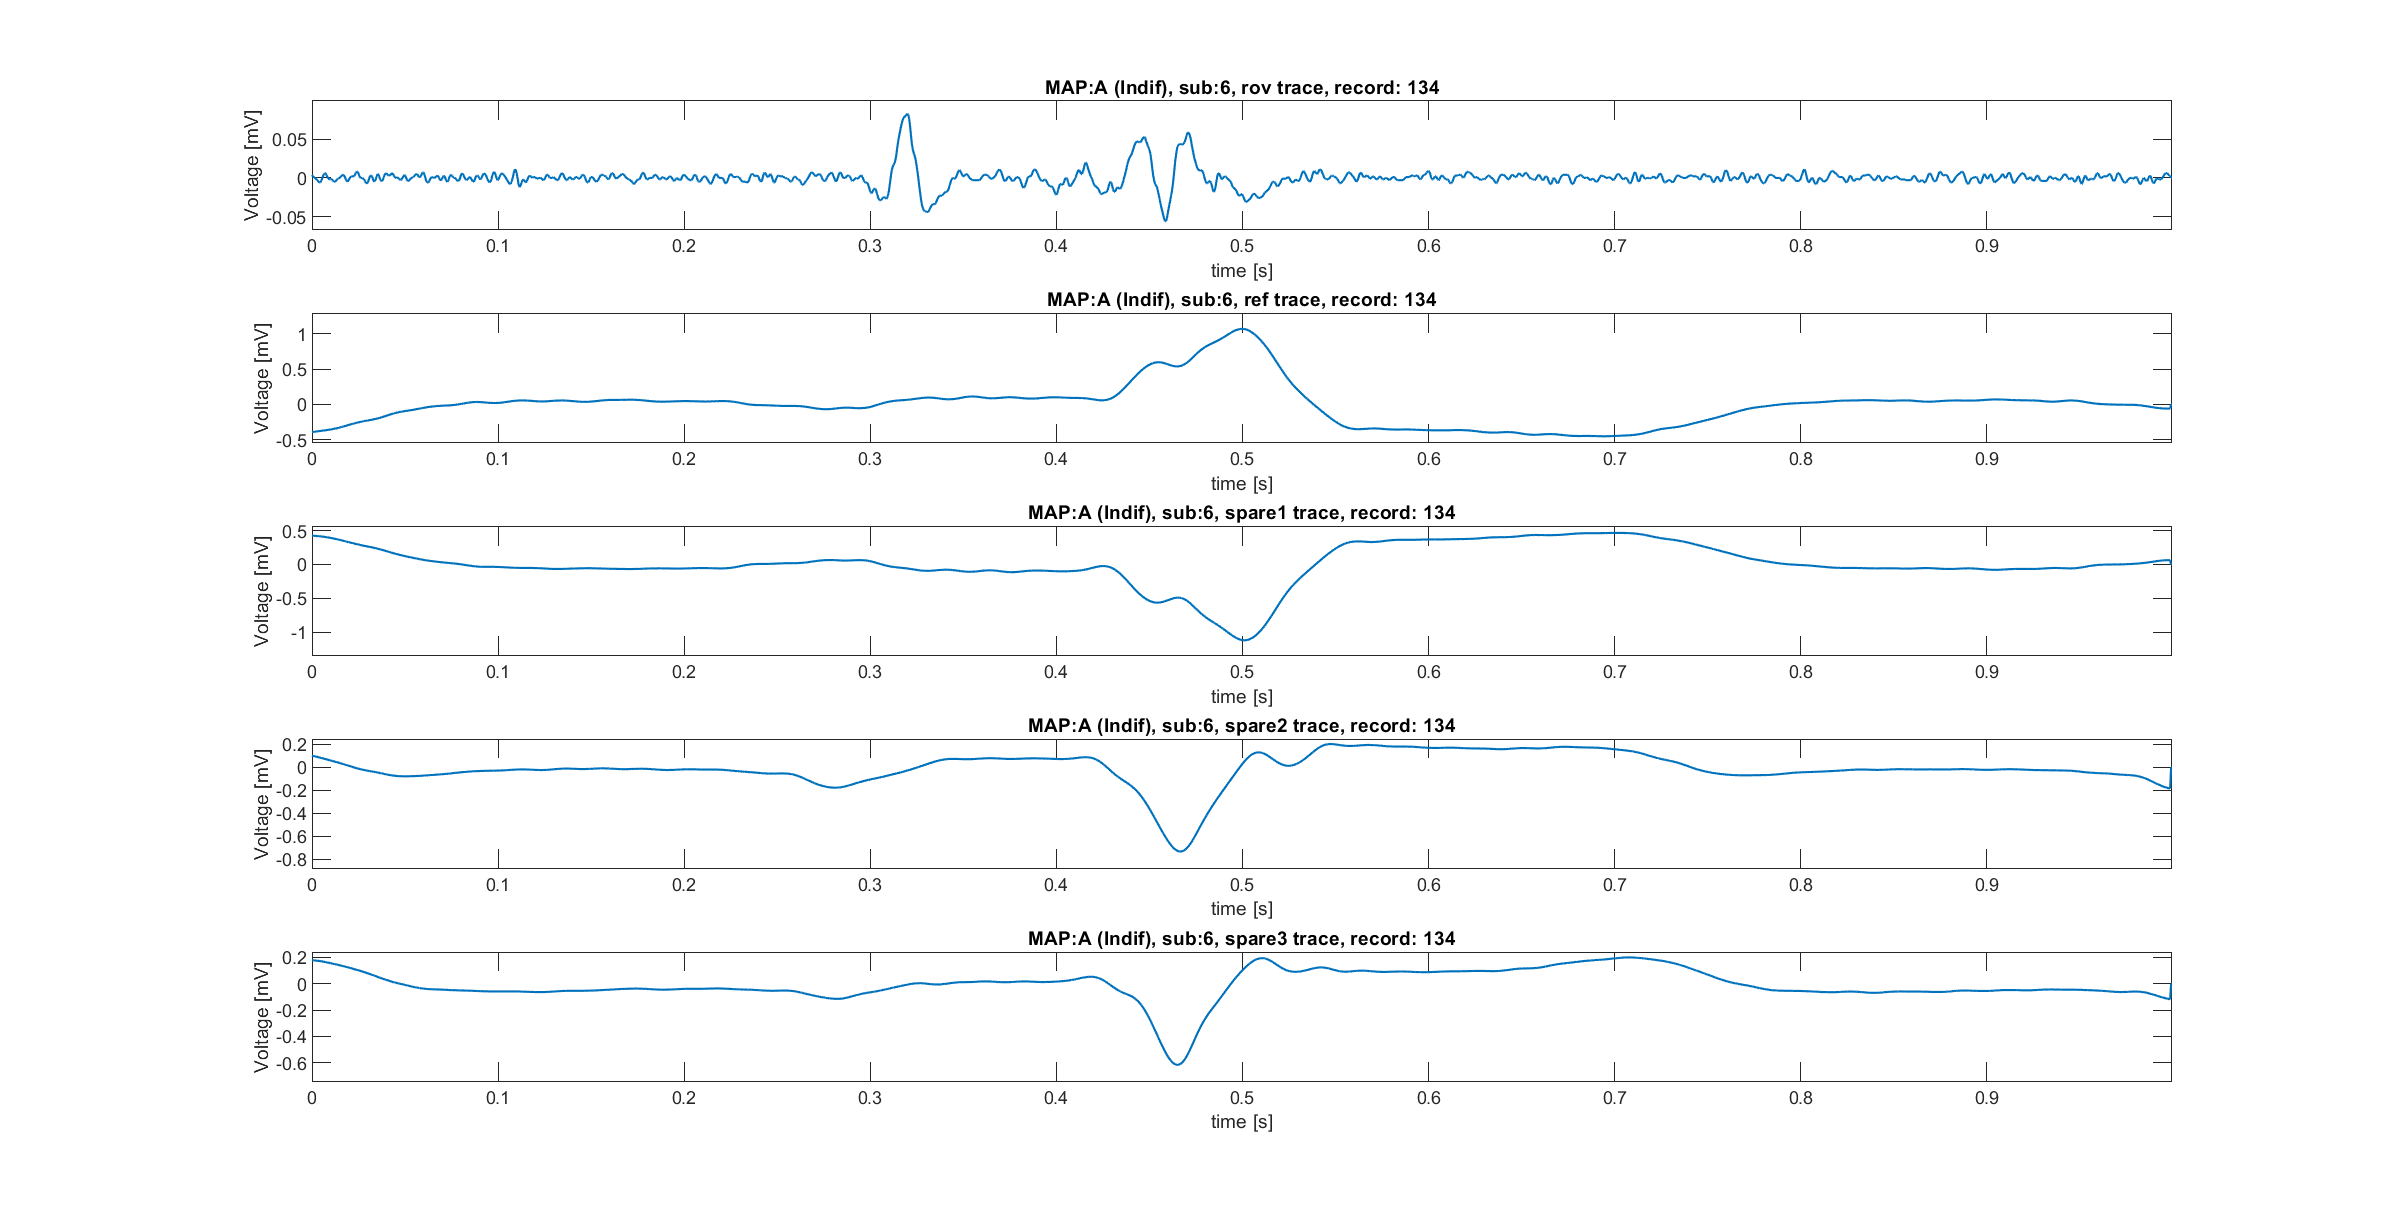 MAP:A (Indif), sub:6, rov trace, record: 134
Voltage [mV]
0.05
0
-0.05
0 0.1 0.2 0.3 0.4 0.5 0.6 0.7 0.8 0.9
time [s]
MAP:A (Indif), sub:6, ref trace, record: 134
Voltage [mV]
1
0.5
0
-0.5
0 0.1 0.2 0.3 0.4 0.5 0.6 0.7 0.8 0.9
time [s]
MAP:A (Indif), sub:6, spare1 trace, record: 134
Voltage [mV]
0.5
0
-0.5
-1
0 0.1 0.2 0.3 0.4 0.5 0.6 0.7 0.8 0.9
time [s]
MAP:A (Indif), sub:6, spare2 trace, record: 134
Voltage [mV]
0.2
0
-0.2
-0.4
-0.6
-0.8
0 0.1 0.2 0.3 0.4 0.5 0.6 0.7 0.8 0.9
time [s]
MAP:A (Indif), sub:6, spare3 trace, record: 134
Voltage [mV]
0.2
0
-0.2
-0.4
-0.6
0 0.1 0.2 0.3 0.4 0.5 0.6 0.7 0.8 0.9
time [s]